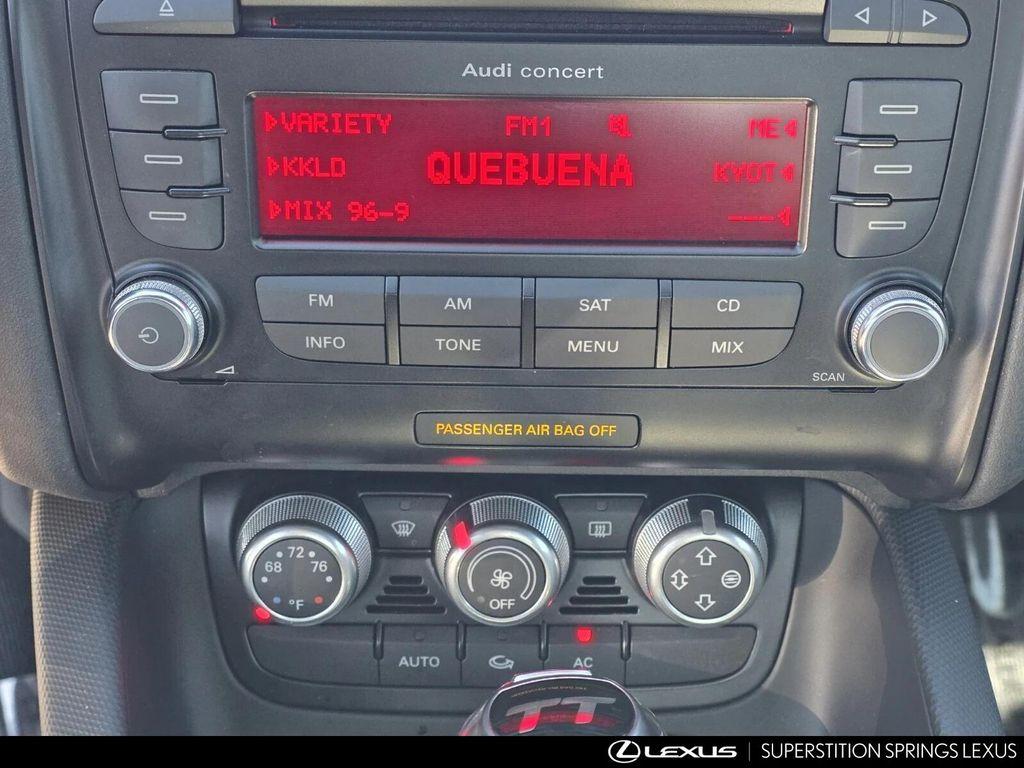 Audi concert
VARIETY FM1 ME
KKLD QUEBUENA KYOT
MIX 96-9 ---
FM AM SAT CD
INFO TONE MENU MIX
SCAN
PASSENGER AIR BAG OFF
72
68 76
°F
OFF
AUTO AC
TT
LEXUS | SUPERSTITION SPRINGS LEXUS